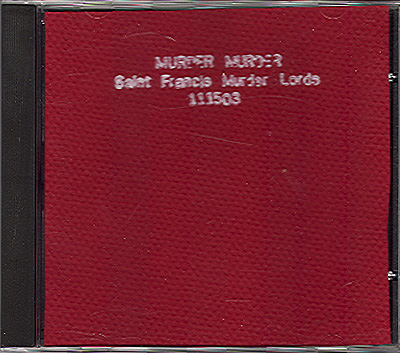 MURDER MURDER
Saint Francis Murder Lords
111503